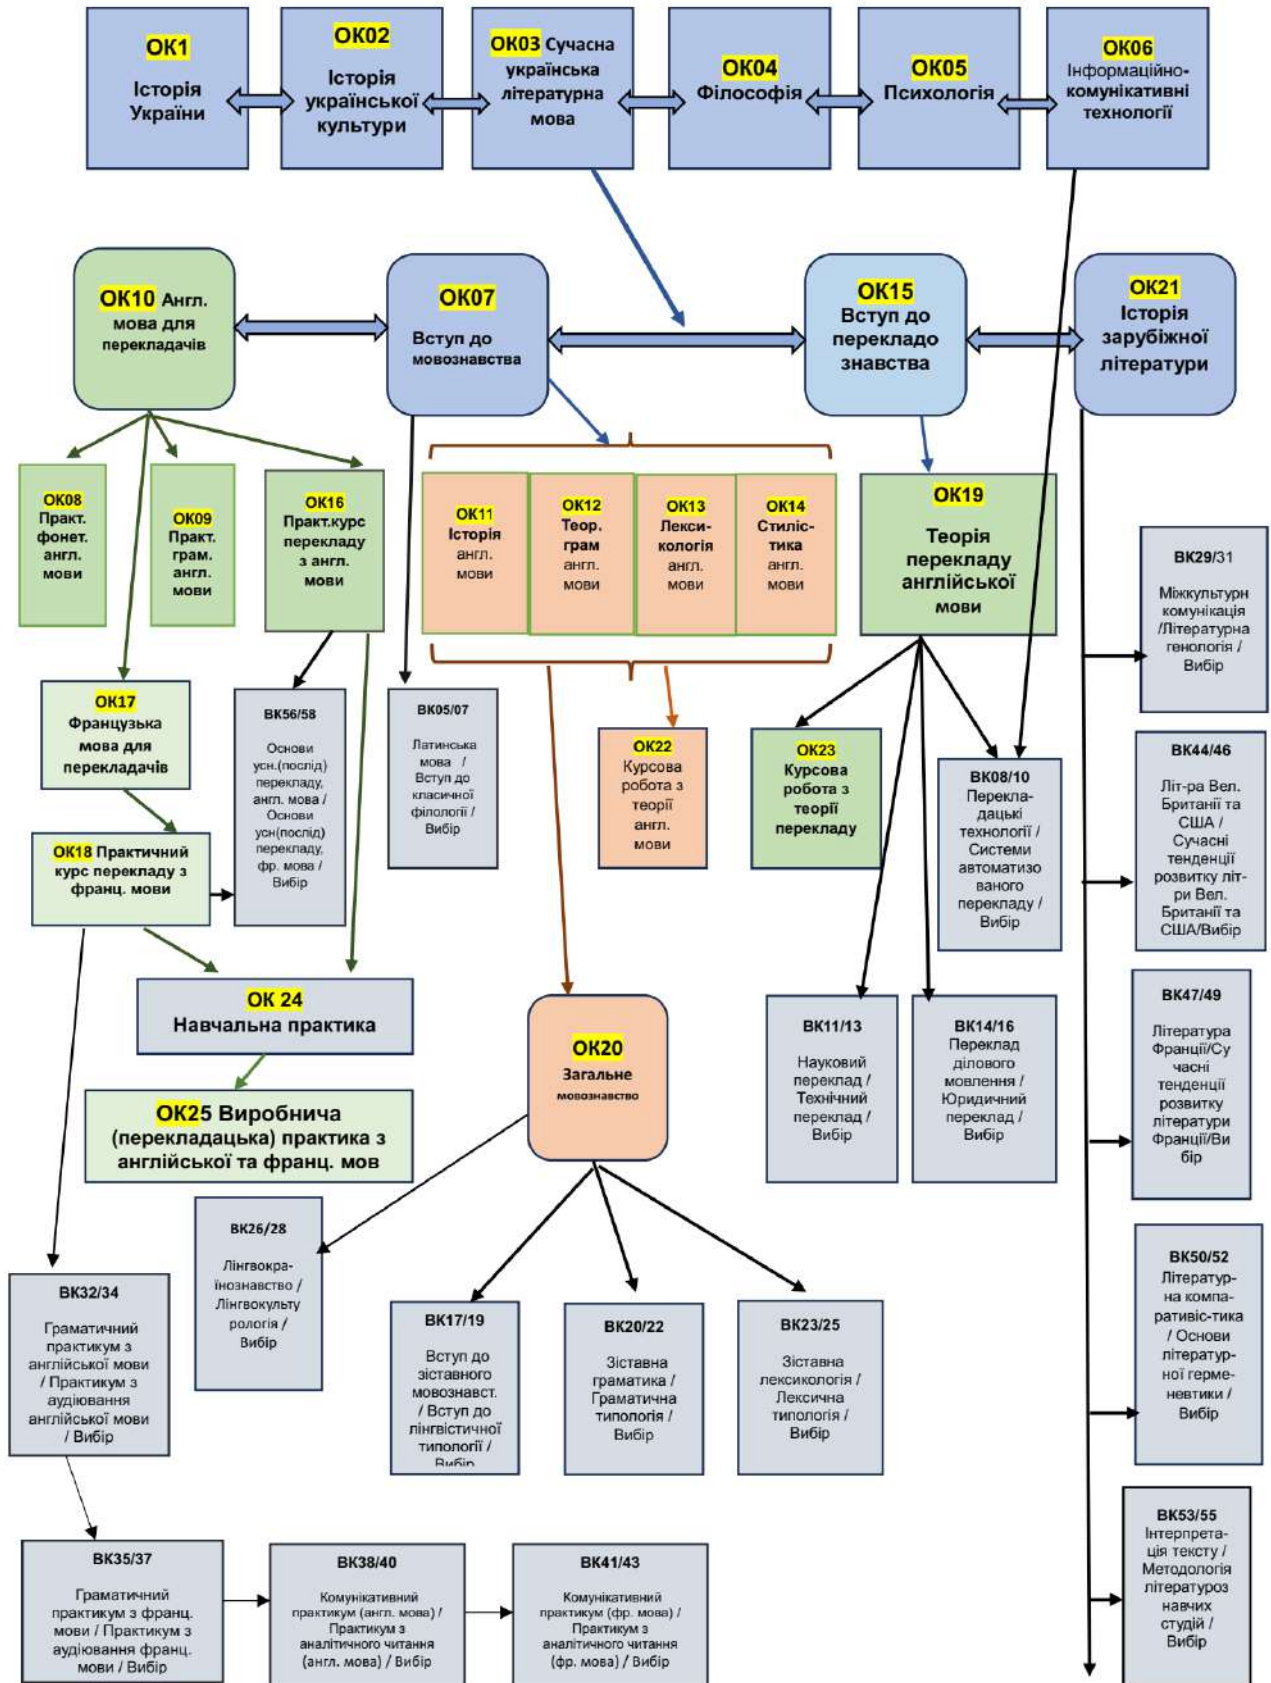 ОК1
Історія
України
ОК02
Історія
української
культури
ОК03 Сучасна
українська
літературна
мова
ОК04
Філософія
ОК05
Психологія
ОК06
Інформаційно-
комунікативні
технології
ОК10 Англ.
мова для
перекладачів
ОК07
Вступ до
мовознавства
ОК15
Вступ до
перекладо
знавства
ОК21
Історія
зарубіжної
літератури
ОК08
Практ.
фонет.
англ.
мови
ОК09
Практ.
грам.
англ.
мови
ОК16
Практ.курс
перекладу
з англ.
мови
ОК11
Історія
англ.
мови
ОК12
Теор.
грам
англ.
мови
ОК13
Лекси-
кологія
англ.
мови
ОК14
Стиліс-
тика
англ.
мови
ОК19
Теорія
перекладу
англійської
мови
ВК29/31
Міжкультурн
комунікація
/Літературна
генологія /
Вибір
ОК17
Французька
мова для
перекладачів
ВК56/58
Основи
усн.(послід)
перекладу,
англ. мова /
Основи
усн(послід)
перекладу,
фр. мова /
Вибір
ВК05/07
Латинська
мова /
Вступ до
класичної
філології /
Вибір
ОК22
Курсова
робота з
теорії
англ.
мови
ОК23
Курсова
робота з
теорії
перекладу
ВК08/10
Перекла-
дацькі
технології /
Системи
автоматизо
ваного
перекладу /
Вибір
ВК44/46
Літ-ра Вел.
Британії та
США /
Сучасні
тенденції
розвитку літ-
ри Вел.
Британії та
США/Вибір
ОК18 Практичний
курс перекладу з
франц. мови
ОК 24
Навчальна практика
ОК25 Виробнича
(перекладацька) практика з
англійської та франц. мов
ОК20
Загальне
мовознавство
ВК11/13
Науковий
переклад /
Технічний
переклад /
Вибір
ВК14/16
Переклад
ділового
мовлення /
Юридичний
переклад /
Вибір
ВК47/49
Література
Франції/Су
часні
тенденції
розвитку
літератури
Франції/Ви
бір
ВК26/28
Лінгвокра-
їнознавство /
Лінгвокульту
рологія /
Вибір
ВК32/34
Граматичний
практикум з
англійської мови
/ Практикум з
аудіювання
англійської мови
/ Вибір
ВК17/19
Вступ до
зіставного
мовознавст.
/ Вступ до
лінгвістичної
типології /
Вибір
ВК20/22
Зіставна
граматика /
Граматична
типологія /
Вибір
ВК23/25
Зіставна
лексикологія /
Лексична
типологія /
Вибір
ВК50/52
Літератур-
на компа-
ративіс-тика
/ Основи
літератур-
ної герме-
невтики /
Вибір
ВК35/37
Граматичний
практикум з франц.
мови / Практикум з
аудіювання франц.
мови / Вибір
ВК38/40
Комунікативний
практикум (англ. мова) /
Практикум з
аналітичного читання
(англ. мова) / Вибір
ВК41/43
Комунікативний
практикум (фр. мова) /
Практикум з
аналітичного читання
(фр. мова) / Вибір
ВК53/55
Інтерпрета-
ція тексту /
Методологія
літературоз
навчих
студій /
Вибір